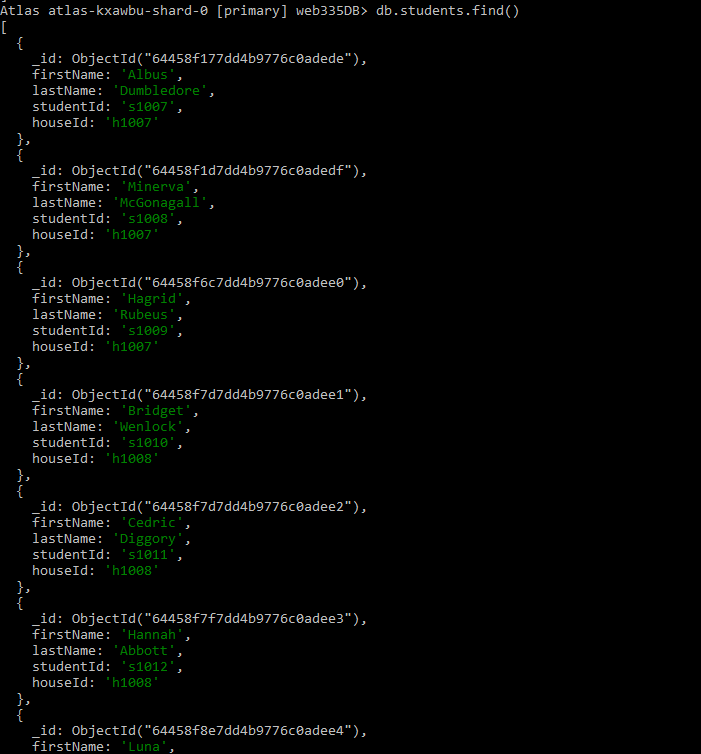 Atlas atlas-kxawbu-shard-0 [primary] web335DB> db.students.find()
[
  {
    _id: ObjectId("64458f177dd4b9776c0adede"),
    firstName: 'Albus',
    lastName: 'Dumbledore',
    studentId: 's1007',
    houseId: 'h1007'
  },
  {
    _id: ObjectId("64458f1d7dd4b9776c0adedf"),
    firstName: 'Minerva',
    lastName: 'McGonagall',
    studentId: 's1008',
    houseId: 'h1007'
  },
  {
    _id: ObjectId("64458f6c7dd4b9776c0adee0"),
    firstName: 'Hagrid',
    lastName: 'Rubeus',
    studentId: 's1009',
    houseId: 'h1007'
  },
  {
    _id: ObjectId("64458f7d7dd4b9776c0adee1"),
    firstName: 'Bridget',
    lastName: 'Wenlock',
    studentId: 's1010',
    houseId: 'h1008'
  },
  {
    _id: ObjectId("64458f7d7dd4b9776c0adee2"),
    firstName: 'Cedric',
    lastName: 'Diggory',
    studentId: 's1011',
    houseId: 'h1008'
  },
  {
    _id: ObjectId("64458f7f7dd4b9776c0adee3"),
    firstName: 'Hannah',
    lastName: 'Abbott',
    studentId: 's1012',
    houseId: 'h1008'
  },
  {
    _id: ObjectId("64458f8e7dd4b9776c0adee4"),
    firstName: 'Luna',